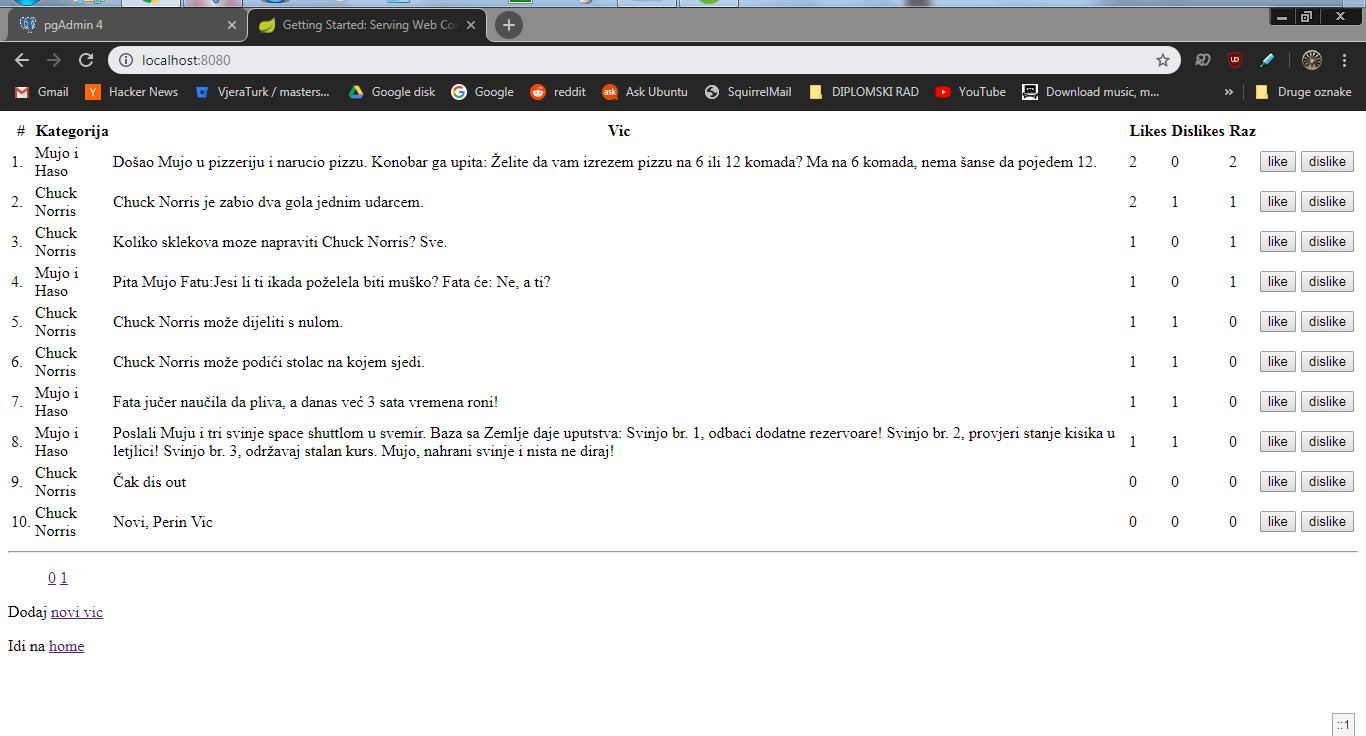 pgAdmin 4
Getting Started: Serving Web Cor
localhost:8080
Gmail Hacker News VjeraTurk / masters... Google disk Google reddit Ask Ubuntu SquirrelMail DIPLOMSKI RAD YouTube Download music, m... » Druge oznake
# Kategorija Vic Likes Dislikes Raz
1. Mujo i Haso Došao Mujo u pizzeriju i narucio pizzu. Konobar ga upita: Želite da vam izrezem pizzu na 6 ili 12 komada? Ma na 6 komada, nema šanse da pojedem 12. 2 0 2 like dislike
2. Chuck Norris Chuck Norris je zabio dva gola jednim udarcem. 2 1 1 like dislike
3. Chuck Norris Koliko sklekova moze napraviti Chuck Norris? Sve. 1 0 1 like dislike
4. Mujo i Haso Pita Mujo Fatu:Jesi li ti ikada poželela biti muško? Fata će: Ne, a ti? 1 0 1 like dislike
5. Chuck Norris Chuck Norris može dijeliti s nulom. 1 1 0 like dislike
6. Chuck Norris Chuck Norris može podići stolac na kojem sjedi. 1 1 0 like dislike
7. Mujo i Haso Fata jučer naučila da pliva, a danas već 3 sata vremena roni! 1 1 0 like dislike
8. Mujo i Haso Poslali Muju i tri svinje space shuttlom u svemir. Baza sa Zemlje daje uputstva: Svinjo br. 1, odbaci dodatne rezervoare! Svinjo br. 2, provjeri stanje kisika u
letjlici! Svinjo br. 3, održavaj stalan kurs. Mujo, nahrani svinje i nista ne diraj! 1 1 0 like dislike
9. Chuck Norris Čak dis out 0 0 0 like dislike
10. Chuck Norris Novi, Perin Vic 0 0 0 like dislike
0 1
Dodaj novi vic
Idi na home
::1